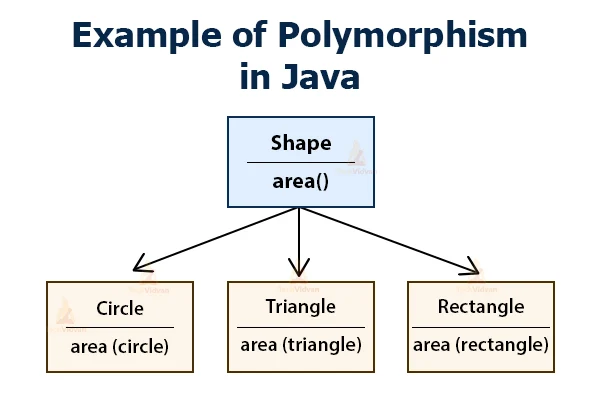 Example of Polymorphism
in Java
Shape
area()
Circle
area (circle)
Triangle
area (triangle)
Rectangle
area (rectangle)